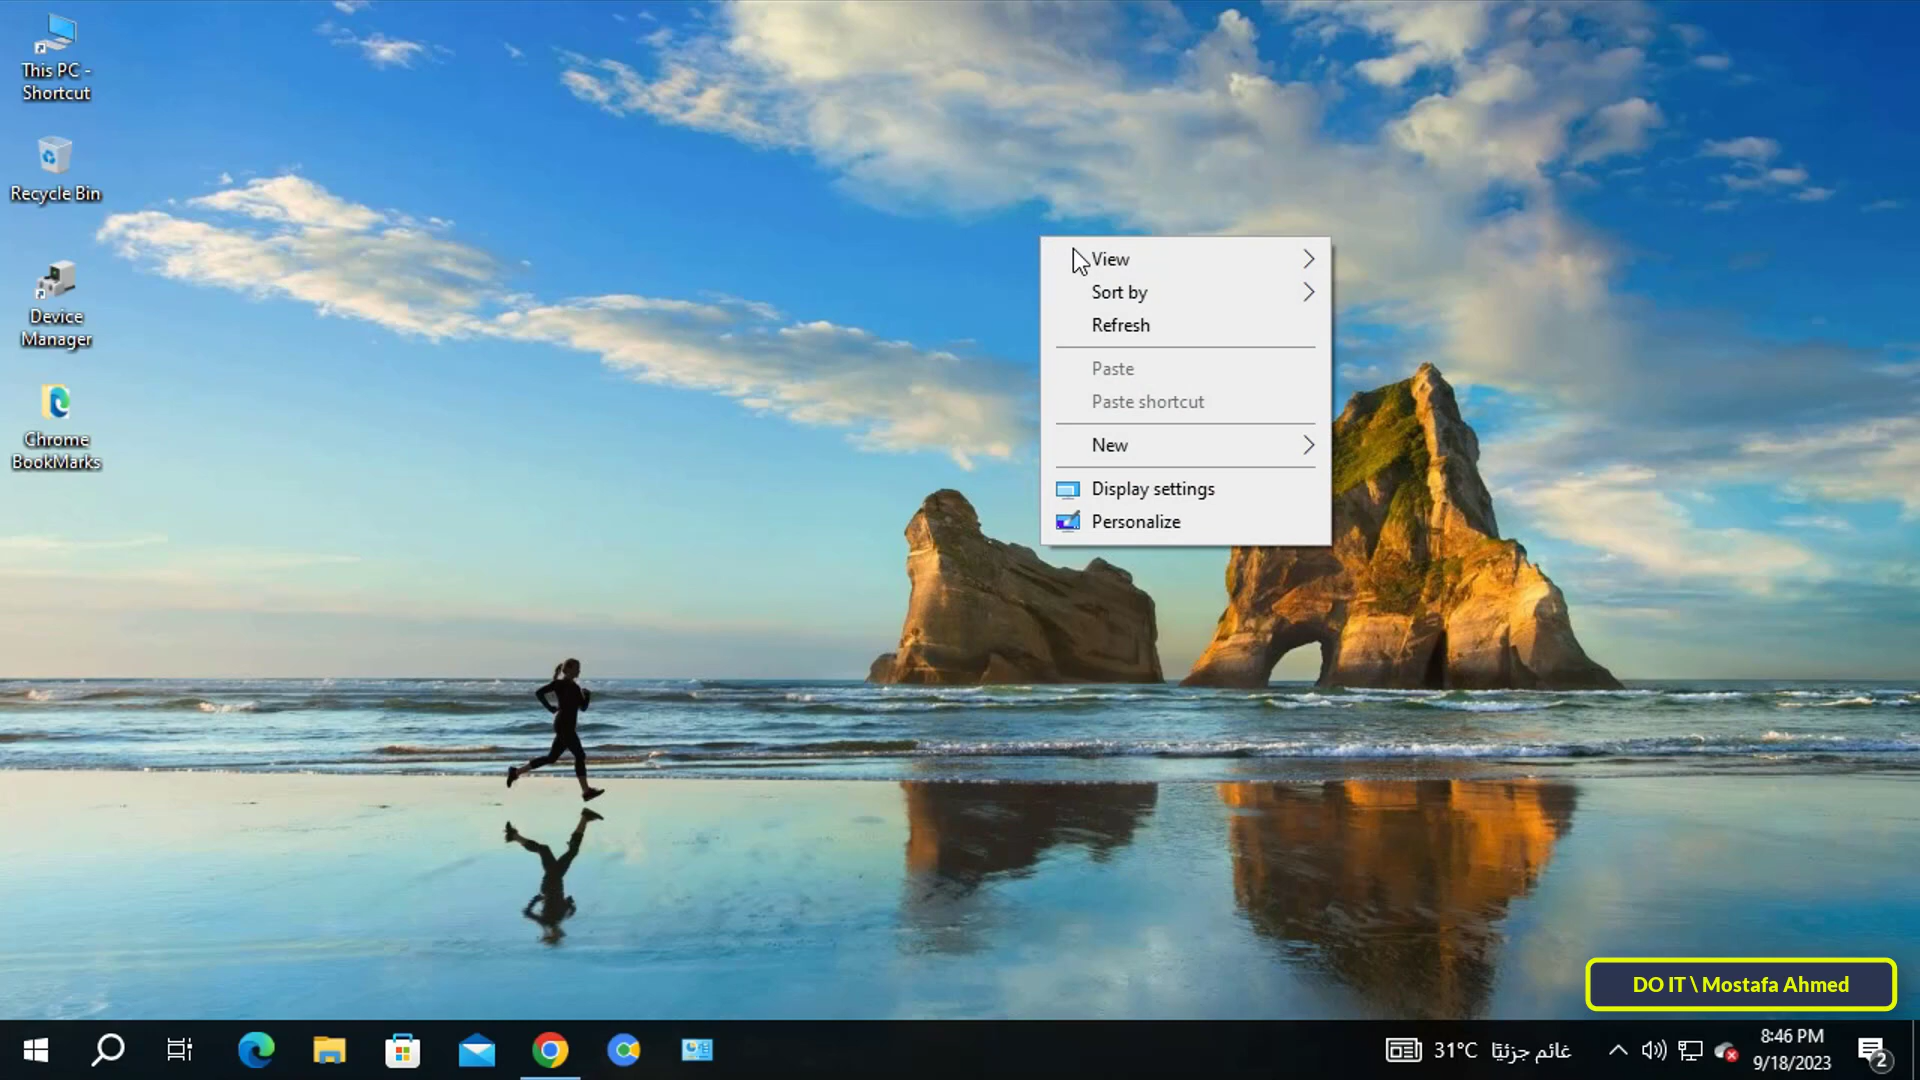 This PC -
Shortcut
Recycle Bin
Device
Manager
Chrome
BookMarks
View
Sort by
Refresh
Paste
Paste shortcut
New
Display settings
Personalize
DO IT \ Mostafa Ahmed
31°C غائم جزئيًا
8:46 PM
9/18/2023
2